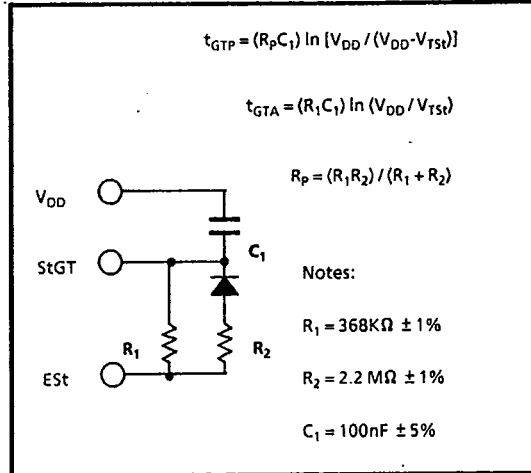 t_GTP = (R_PC_1) ln [V_DD / (V_DD-V_TSt)]
t_GTA = (R_1C_1) ln (V_DD / V_TSt)
R_P = (R_1R_2) / (R_1 + R_2)
V_DD
C_1
StGT
Notes:
R_1 = 368KΩ ± 1%
R_1
R_2
ESt
R_2 = 2.2 MΩ ± 1%
C_1 = 100nF ± 5%